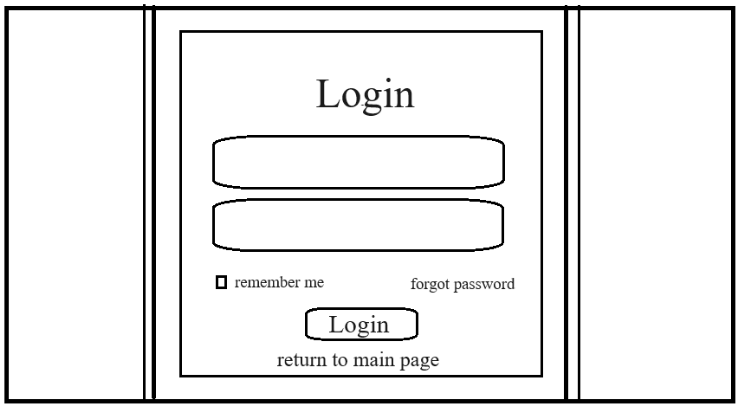 Login
remember me
forgot password
Login
return to main page